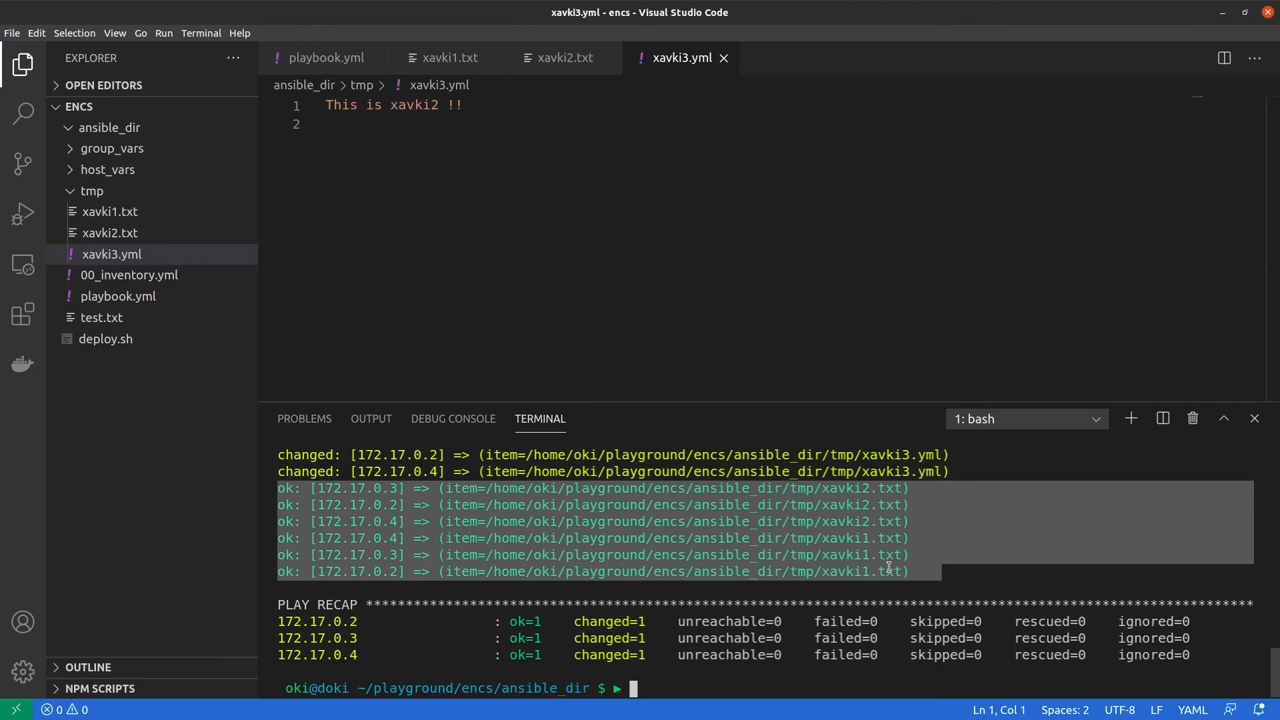 xavki3.yml - encs - Visual Studio Code
File Edit Selection View Go Run Terminal Help
EXPLORER
OPEN EDITORS
ENCS
ansible_dir
group_vars
host_vars
tmp
xavki1.txt
xavki2.txt
! xavki3.yml
! 00_inventory.yml
! playbook.yml
test.txt
deploy.sh
OUTLINE
NPM SCRIPTS
! playbook.yml xavki1.txt xavki2.txt ! xavki3.yml
ansible_dir > tmp > ! xavki3.yml
1 This is xavki2 !!
2
PROBLEMS OUTPUT DEBUG CONSOLE TERMINAL 1: bash
changed: [172.17.0.2] => (item=/home/oki/playground/encs/ansible_dir/tmp/xavki3.yml)
changed: [172.17.0.4] => (item=/home/oki/playground/encs/ansible_dir/tmp/xavki3.yml)
ok: [172.17.0.3] => (item=/home/oki/playground/encs/ansible_dir/tmp/xavki2.txt)
ok: [172.17.0.2] => (item=/home/oki/playground/encs/ansible_dir/tmp/xavki2.txt)
ok: [172.17.0.4] => (item=/home/oki/playground/encs/ansible_dir/tmp/xavki2.txt)
ok: [172.17.0.4] => (item=/home/oki/playground/encs/ansible_dir/tmp/xavki1.txt)
ok: [172.17.0.3] => (item=/home/oki/playground/encs/ansible_dir/tmp/xavki1.txt)
ok: [172.17.0.2] => (item=/home/oki/playground/encs/ansible_dir/tmp/xavki1.txt)
PLAY RECAP ***************************************************************************************************************
172.17.0.2 : ok=1 changed=1 unreachable=0 failed=0 skipped=0 rescued=0 ignored=0
172.17.0.3 : ok=1 changed=1 unreachable=0 failed=0 skipped=0 rescued=0 ignored=0
172.17.0.4 : ok=1 changed=1 unreachable=0 failed=0 skipped=0 rescued=0 ignored=0
oki@doki ~/playground/encs/ansible_dir $ ▶
0 0 Ln 1, Col 1 Spaces: 2 UTF-8 LF YAML